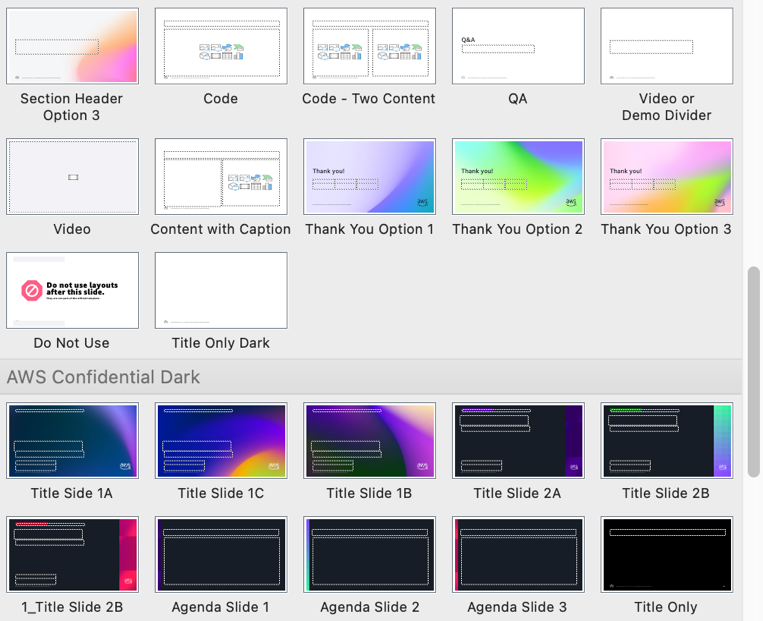 Section Header
Option 3
Code
Code - Two Content
Q&A
QA
Video or
Demo Divider
Video
Content with Caption
Thank you!
Thank You Option 1
Thank you!
Thank You Option 2
Thank you!
Thank You Option 3
Do not use layouts
after this slide.
Do Not Use
Title Only Dark
AWS Confidential Dark
aws
Title Side 1A
aws
Title Slide 1C
aws
Title Slide 1B
Title Slide 2A
Title Slide 2B
1_Title Slide 2B
Agenda Slide 1
Agenda Slide 2
Agenda Slide 3
Title Only